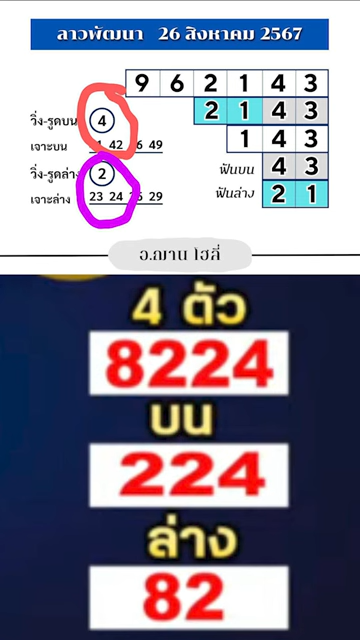 ลาวพัฒนา 26 สิงหาคม 2567
9 6 2 1 4 3
2 1 4 3
วิ่ง-รูดบน 4
1 4 3
เจาะบน 42 49
วิ่ง-รูดล่าง 2
ฟันบน 4 3
เจาะล่าง 23 24 29
ฟันล่าง 2 1
อ.ฌาน ไฮลี่
4 ตัว
8224
บน
224
ล่าง
82